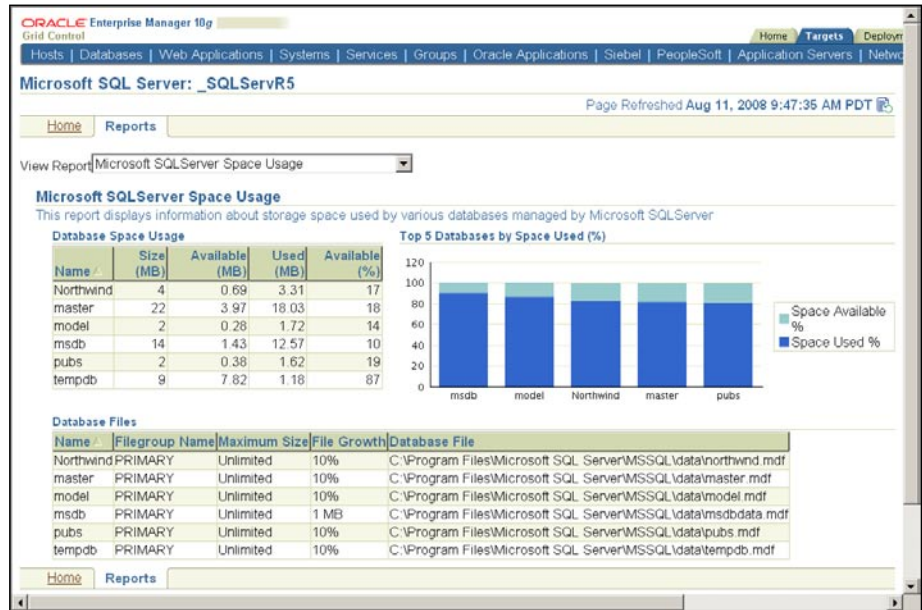 ORACLE Enterprise Manager 10g
Grid Control
Home Targets Deploym
Hosts | Databases | Web Applications | Systems | Services | Groups | Oracle Applications | Siebel | PeopleSoft | Application Servers | Netwo
Microsoft SQL Server: _SQLServR5
Page Refreshed Aug 11, 2008 9:47:35 AM PDT
Home Reports
View Report Microsoft SQLServer Space Usage
Microsoft SQLServer Space Usage
This report displays information about storage space used by various databases managed by Microsoft SQLServer
Database Space Usage
Name Size (MB) Available (MB) Used (MB) Available (%)
Northwind 4 0.69 3.31 17
master 22 3.97 18.03 18
model 2 0.28 1.72 14
msdb 14 1.43 12.57 10
pubs 2 0.38 1.62 19
tempdb 9 7.82 1.18 87
Top 5 Databases by Space Used (%)
120
100
80
60
40
20
0
msdb model Northwind master pubs
Space Available %
Space Used %
Database Files
Name Filegroup Name Maximum Size File Growth Database File
Northwind PRIMARY Unlimited 10% C:\Program Files\Microsoft SQL Server\MSSQL\data\northwnd.mdf
master PRIMARY Unlimited 10% C:\Program Files\Microsoft SQL Server\MSSQL\data\master.mdf
model PRIMARY Unlimited 10% C:\Program Files\Microsoft SQL Server\MSSQL\data\model.mdf
msdb PRIMARY Unlimited 1 MB C:\Program Files\Microsoft SQL Server\MSSQL\data\msdbdata.mdf
pubs PRIMARY Unlimited 10% C:\Program Files\Microsoft SQL Server\MSSQL\data\pubs.mdf
tempdb PRIMARY Unlimited 10% C:\Program Files\Microsoft SQL Server\MSSQL\data\tempdb.mdf
Home Reports